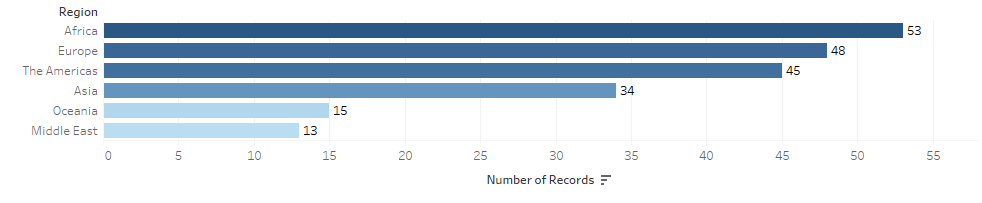 Region
Africa 53
Europe 48
The Americas 45
Asia 34
Oceania 15
Middle East 13
0 5 10 15 20 25 30 35 40 45 50 55
Number of Records